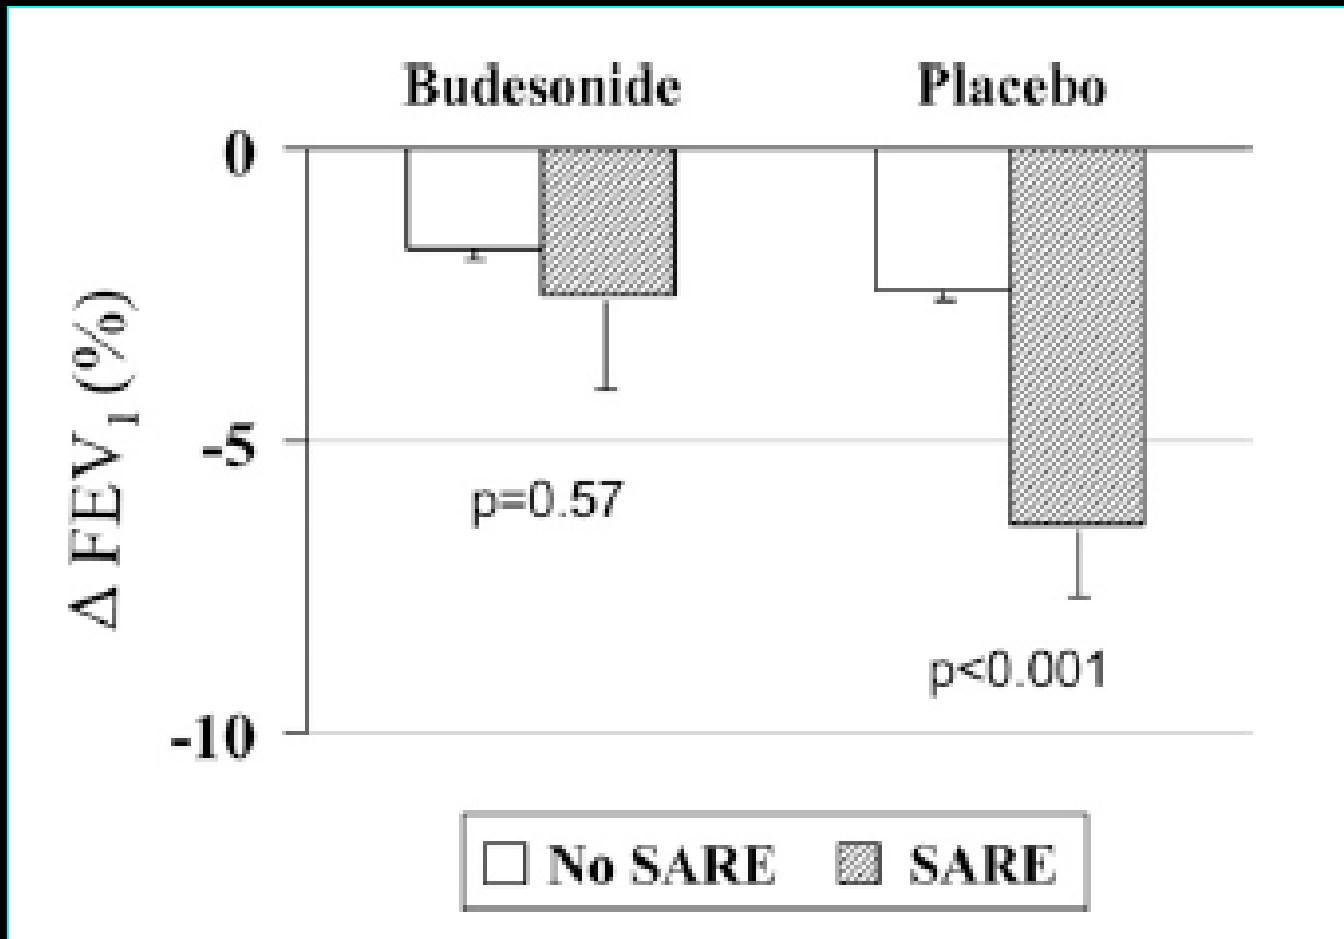 Budesonide Placebo
0
-5
-10
Δ FEV₁ (%)
p=0.57
p<0.001
No SARE SARE